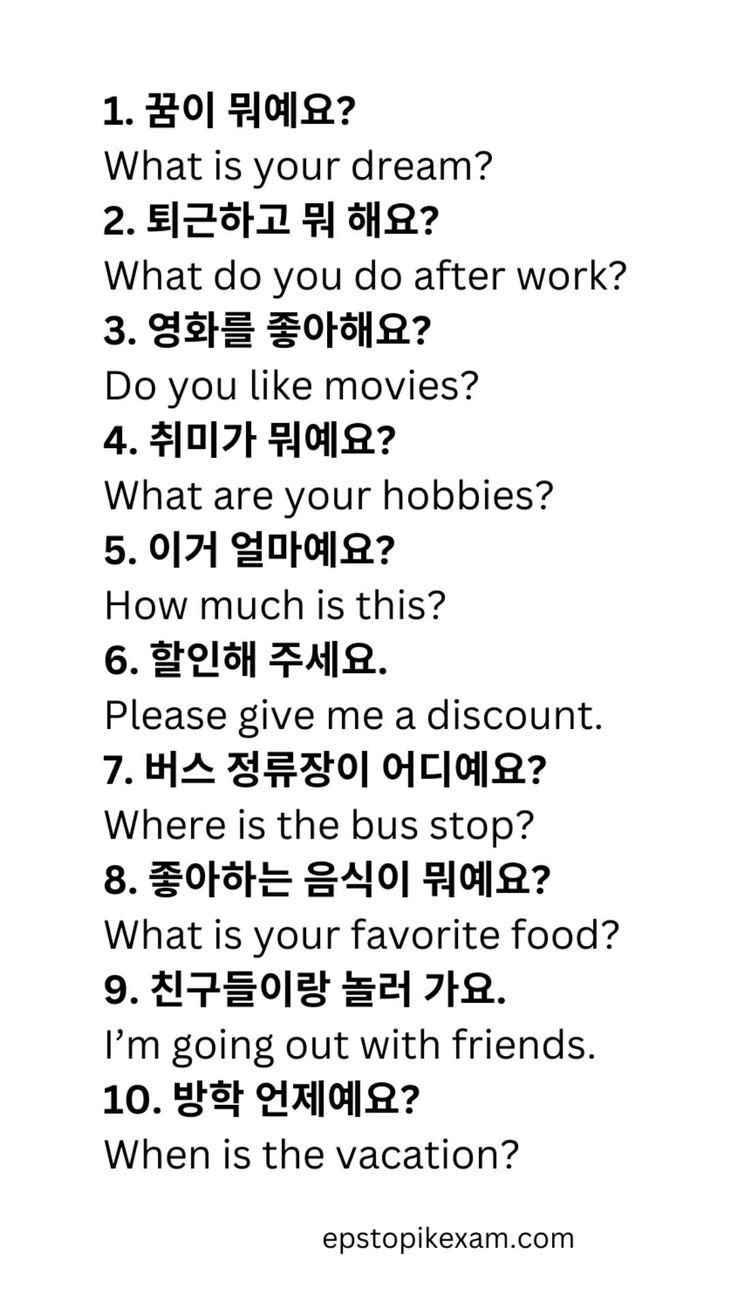 1. 꿈이 뭐예요?
What is your dream?
2. 퇴근하고 뭐 해요?
What do you do after work?
3. 영화를 좋아해요?
Do you like movies?
4. 취미가 뭐예요?
What are your hobbies?
5. 이거 얼마예요?
How much is this?
6. 할인해 주세요.
Please give me a discount.
7. 버스 정류장이 어디예요?
Where is the bus stop?
8. 좋아하는 음식이 뭐예요?
What is your favorite food?
9. 친구들이랑 놀러 가요.
I’m going out with friends.
10. 방학 언제예요?
When is the vacation?
epstopikexam.com